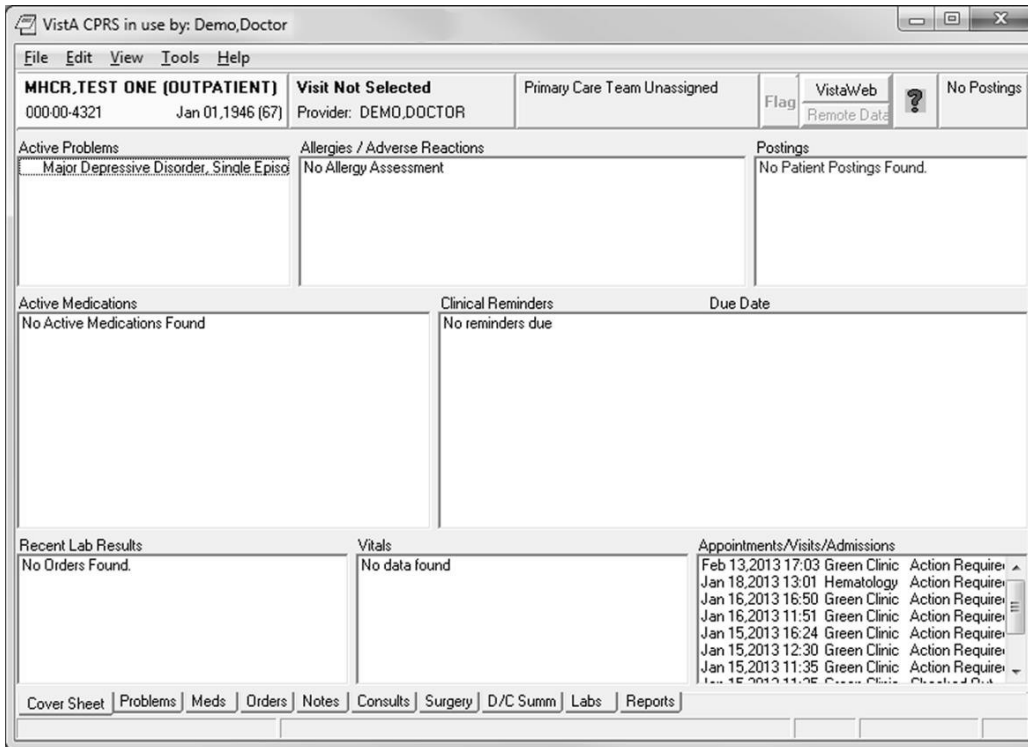 VistA CPRS in use by: Demo,Doctor
File Edit View Tools Help
MHCR,TEST ONE (OUTPATIENT)
000-00-4321 Jan 01,1946 (67)
Visit Not Selected
Provider: DEMO,DOCTOR
Primary Care Team Unassigned
Flag
VistaWeb
Remote Data
?
No Postings
Active Problems
Major Depressive Disorder, Single Episo
Allergies / Adverse Reactions
No Allergy Assessment
Postings
No Patient Postings Found.
Active Medications
No Active Medications Found
Clinical Reminders Due Date
No reminders due
Recent Lab Results
No Orders Found.
Vitals
No data found
Appointments/Visits/Admissions
Feb 13,2013 17:03 Green Clinic Action Require
Jan 18,2013 13:01 Hematology Action Require
Jan 16,2013 16:50 Green Clinic Action Require
Jan 16,2013 11:51 Green Clinic Action Require
Jan 15,2013 16:24 Green Clinic Action Require
Jan 15,2013 12:30 Green Clinic Action Require
Jan 15,2013 11:35 Green Clinic Action Require
Cover Sheet Problems Meds Orders Notes Consults Surgery D/C Summ Labs Reports